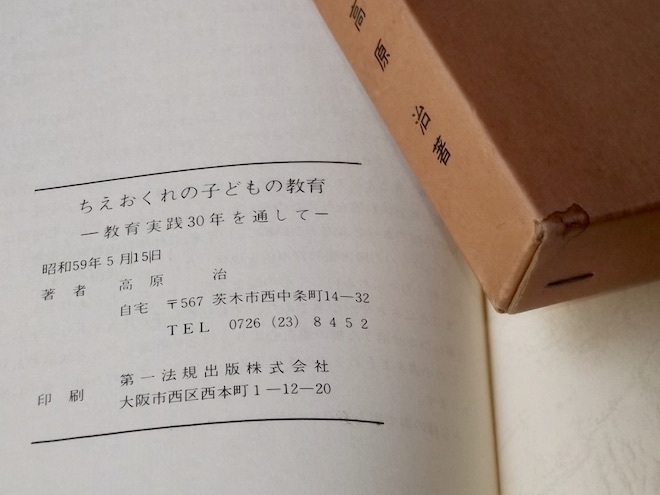 高原 治著
ちえおくれの子どもの教育
―教育実践30年を通して―
昭和59年5月15日
著者 高原 治
自宅 〒567 茨木市西中条町14―32
TEL 0726(23)8452
印刷 第一法規出版株式会社
大阪市西区西本町1―12―20